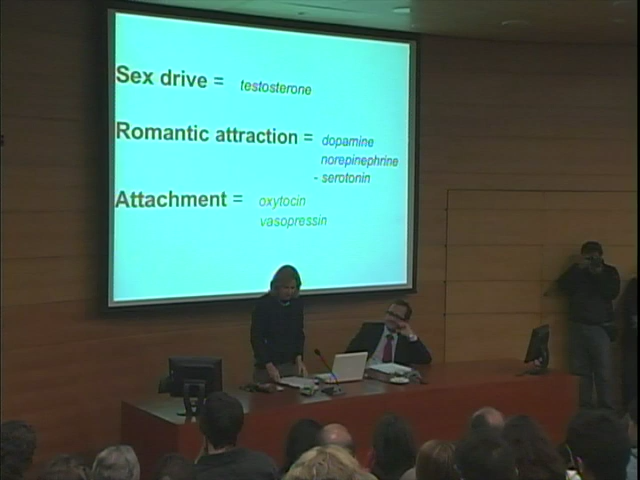 Sex drive = testosterone
Romantic attraction = dopamine
norepinephrine
- serotonin
Attachment = oxytocin
vasopressin